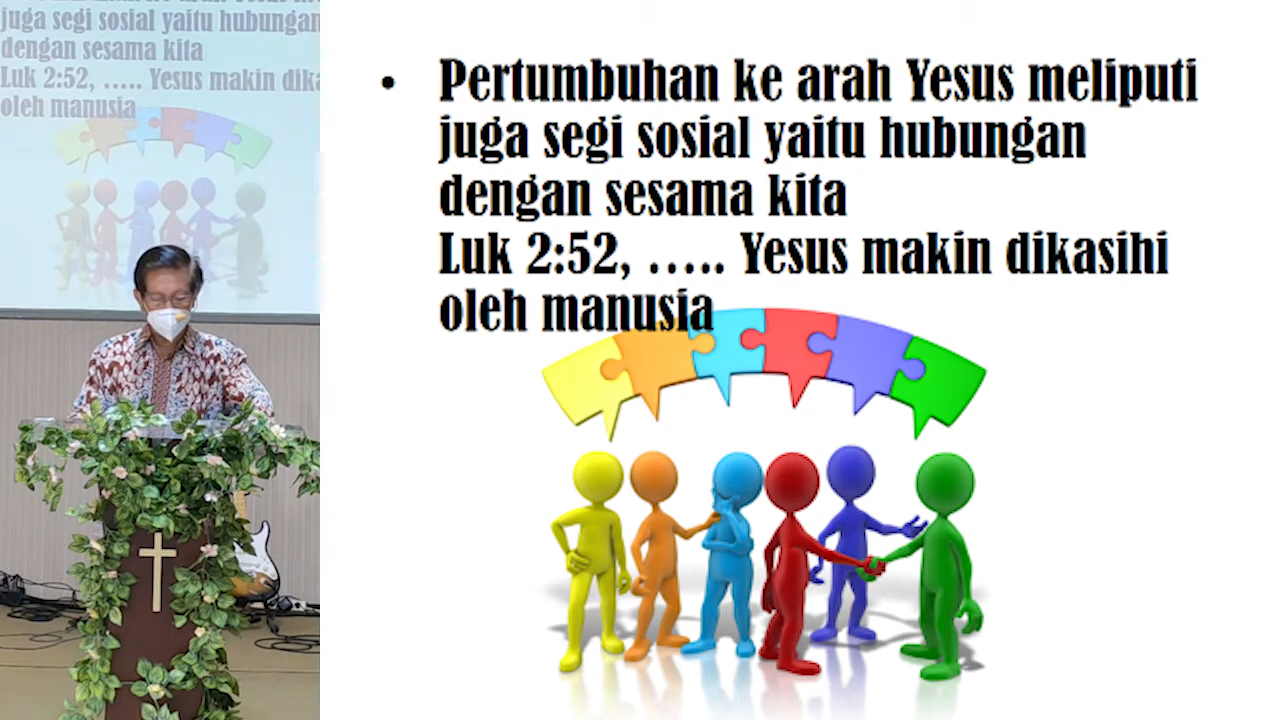 juga segi sosial yaitu hubungan
dengan sesama kita
Luk 2:52, ..... Yesus makin
oleh manusia
• Pertumbuhan ke arah Yesus meliputi
juga segi sosial yaitu hubungan
dengan sesama kita
Luk 2:52, ..... Yesus makin dikasihi
oleh manusia